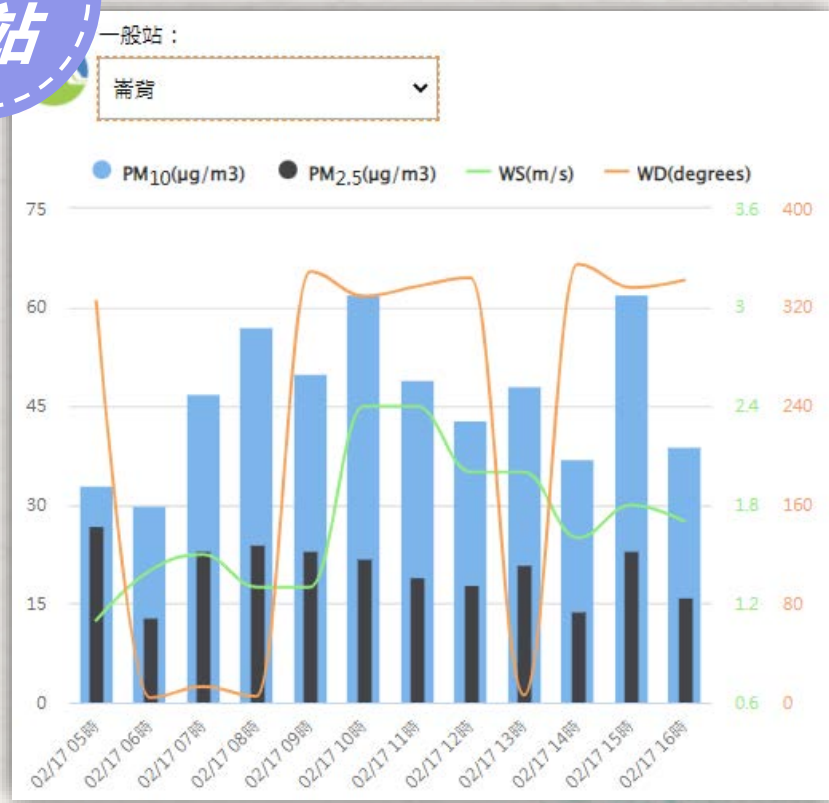 站
一般站：
崙背
PM10(μg/m3) PM2.5(μg/m3) WS(m/s) WD(degrees)
75 3.6 400
60 3 320
45 2.4 240
30 1.8 160
15 1.2 80
0 0.6 0
02/17 05時 02/17 06時 02/17 07時 02/17 08時 02/17 09時 02/17 10時 02/17 11時 02/17 12時 02/17 13時 02/17 14時 02/17 15時 02/17 16時